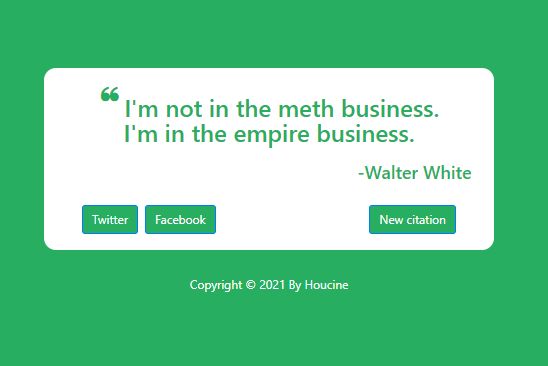 ❝ I'm not in the meth business.
I'm in the empire business.
-Walter White
Twitter Facebook New citation
Copyright © 2021 By Houcine